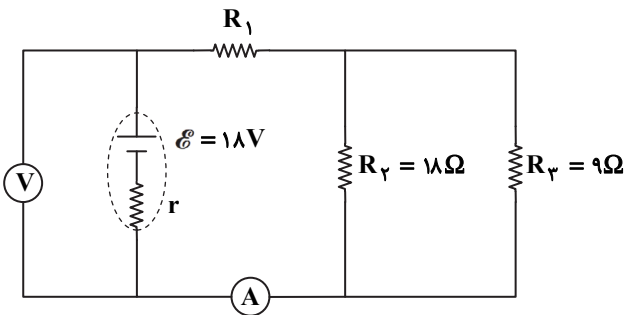 R۱
ℰ = ۱۸V
V
R۲ = ۱۸Ω
R۳ = ۹Ω
r
A